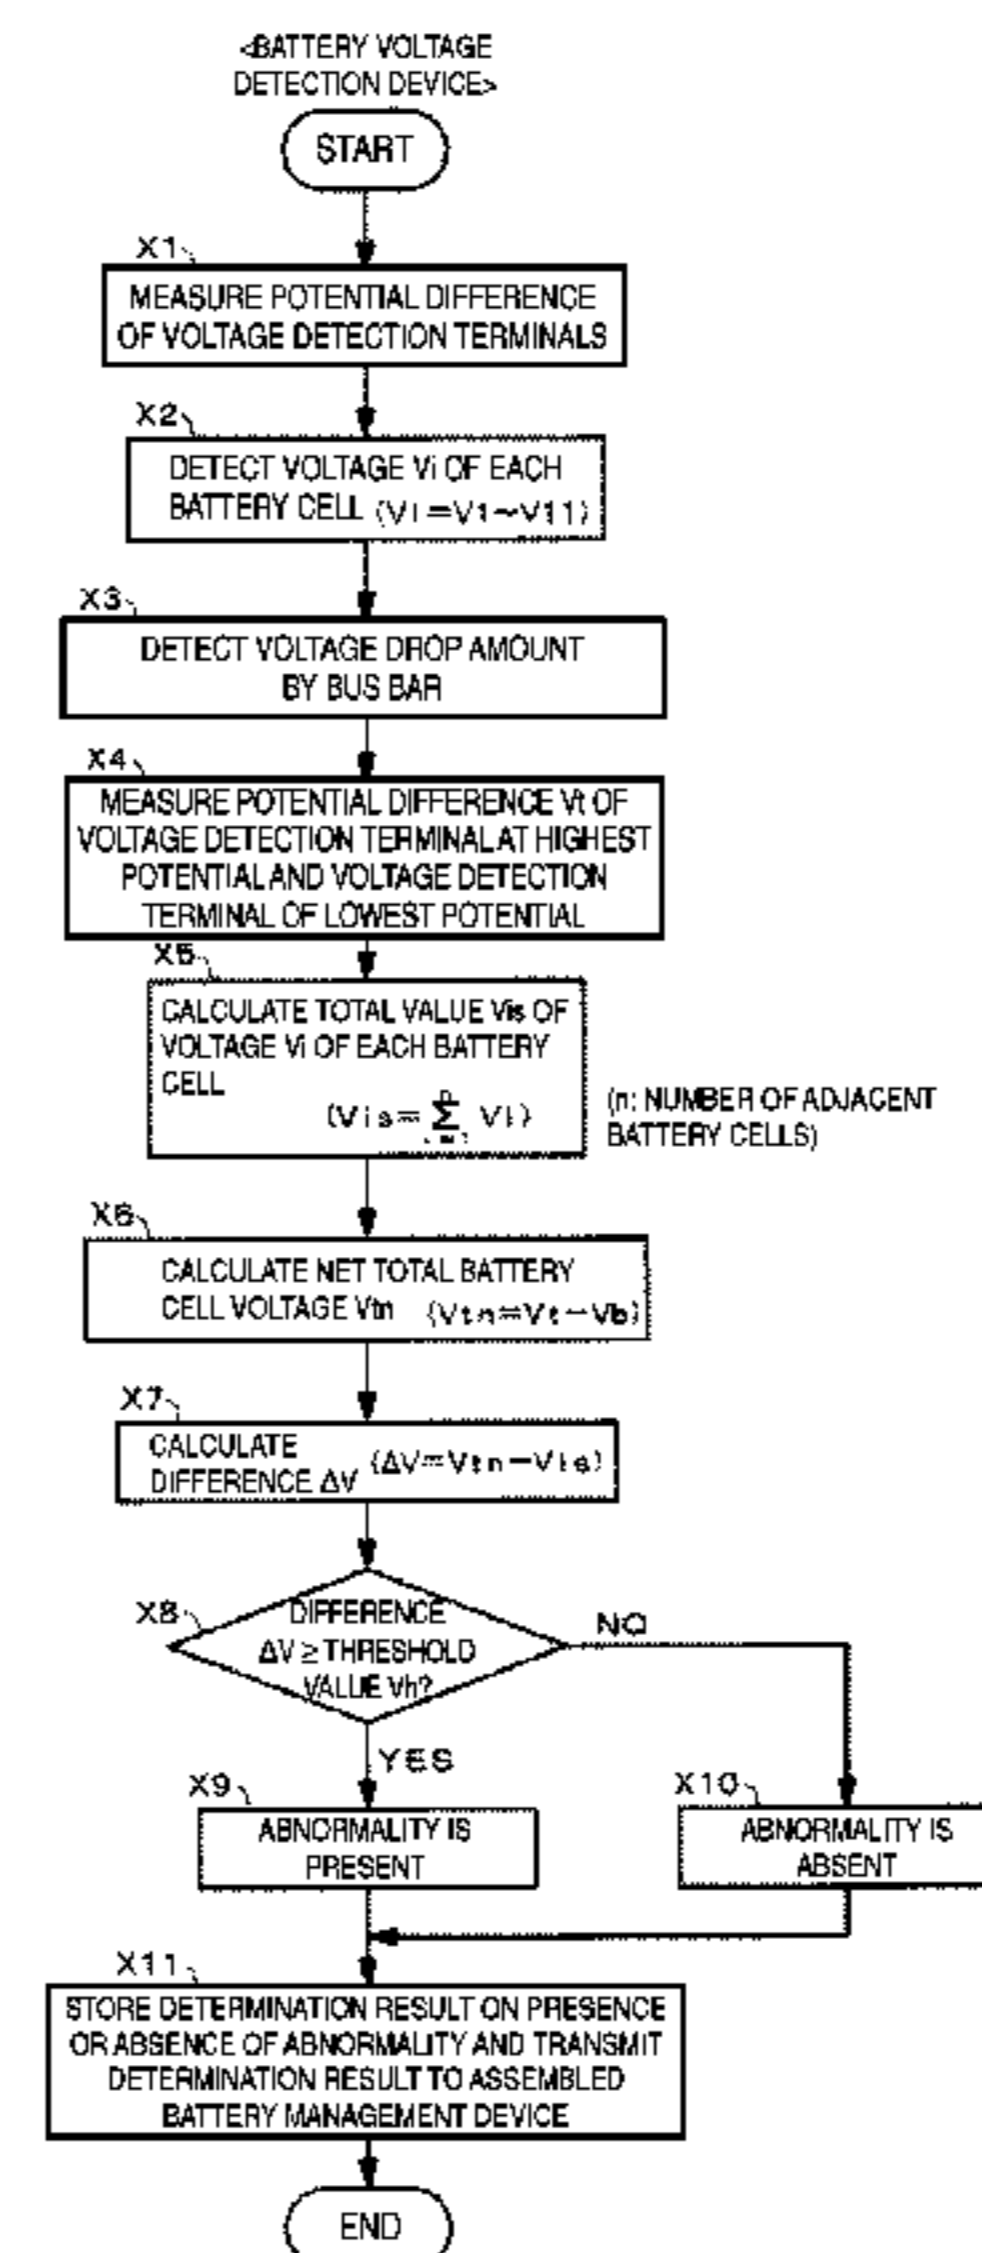 <BATTERY VOLTAGE
DETECTION DEVICE>
START
X1
MEASURE POTENTIAL DIFFERENCE
OF VOLTAGE DETECTION TERMINALS
X2
DETECT VOLTAGE Vi OF EACH
BATTERY CELL (Vi=V1~V11)
X3
DETECT VOLTAGE DROP AMOUNT
BY BUS BAR
X4
MEASURE POTENTIAL DIFFERENCE Vt OF
VOLTAGE DETECTION TERMINAL AT HIGHEST
POTENTIAL AND VOLTAGE DETECTION
TERMINAL OF LOWEST POTENTIAL
X5
CALCULATE TOTAL VALUE Vis OF
VOLTAGE Vi OF EACH BATTERY
CELL
(Vis=∑ Vi)
(n: NUMBER OF ADJACENT
BATTERY CELLS)
X6
CALCULATE NET TOTAL BATTERY
CELL VOLTAGE Vtn (Vtn=Vt-Vb)
X7
CALCULATE
DIFFERENCE ΔV (ΔV=Vtn-Vis)
X8
DIFFERENCE
ΔV ≥ THRESHOLD
VALUE Vh?
NO
YES
X9
ABNORMALITY IS
PRESENT
X10
ABNORMALITY IS
ABSENT
X11
STORE DETERMINATION RESULT ON PRESENCE
OR ABSENCE OF ABNORMALITY AND TRANSMIT
DETERMINATION RESULT TO ASSEMBLED
BATTERY MANAGEMENT DEVICE
END